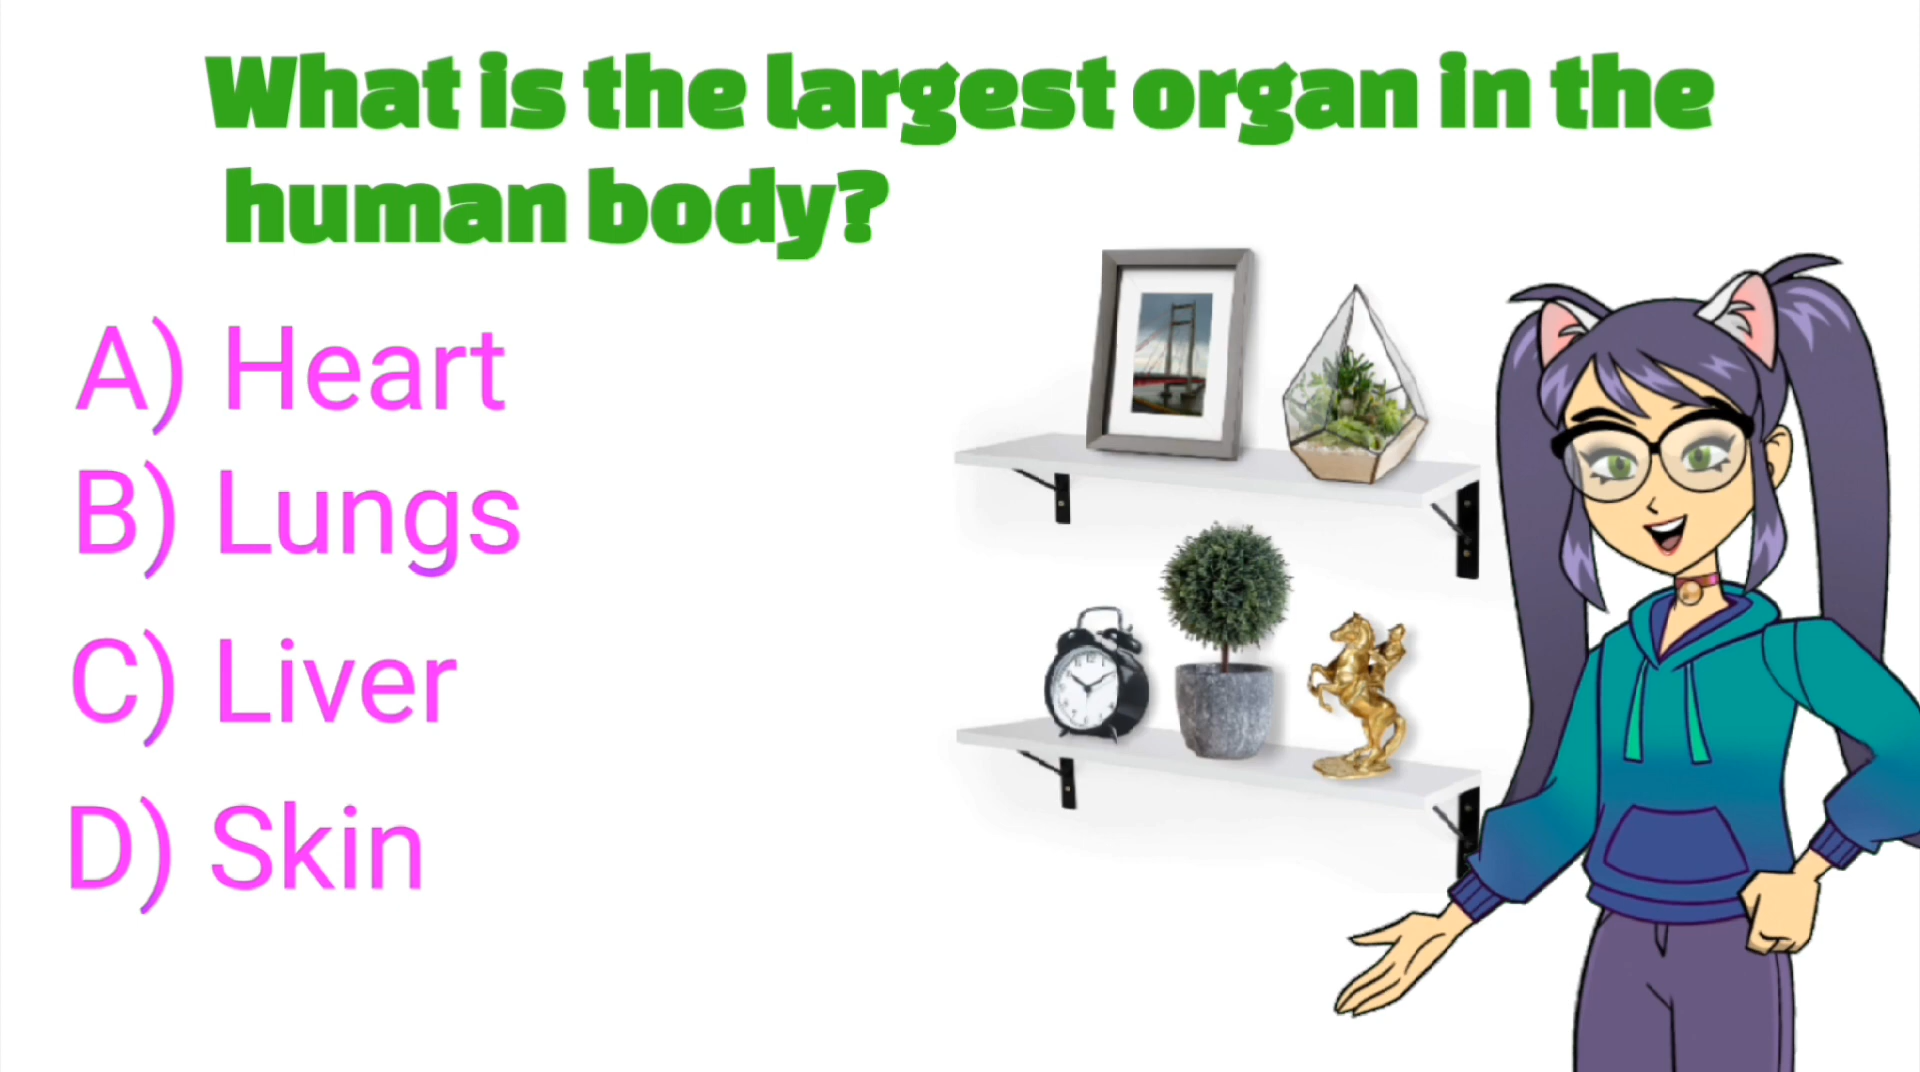 What is the largest organ in the
human body?
A) Heart
B) Lungs
C) Liver
D) Skin